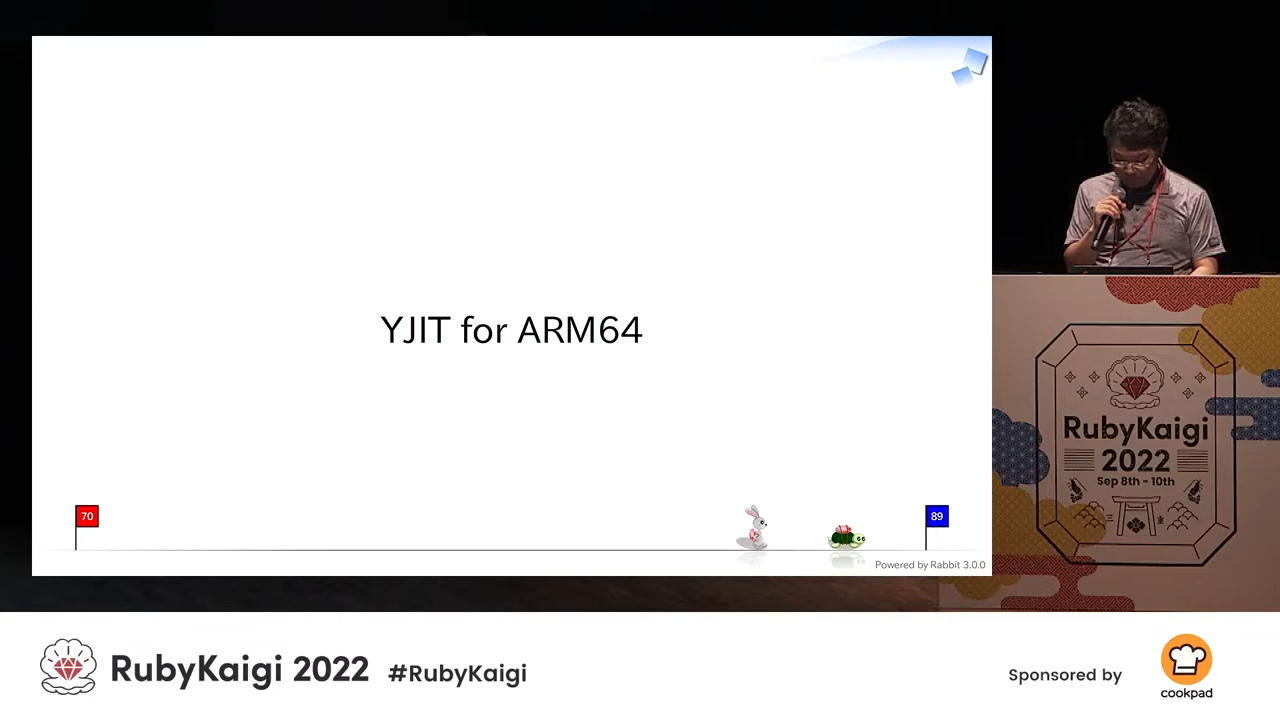 YJIT for ARM64
70
89
Powered by Rabbit 3.0.0
RubyKaigi
2022
Sep 8th - 10th
RubyKaigi 2022 #RubyKaigi
Sponsored by
cookpad